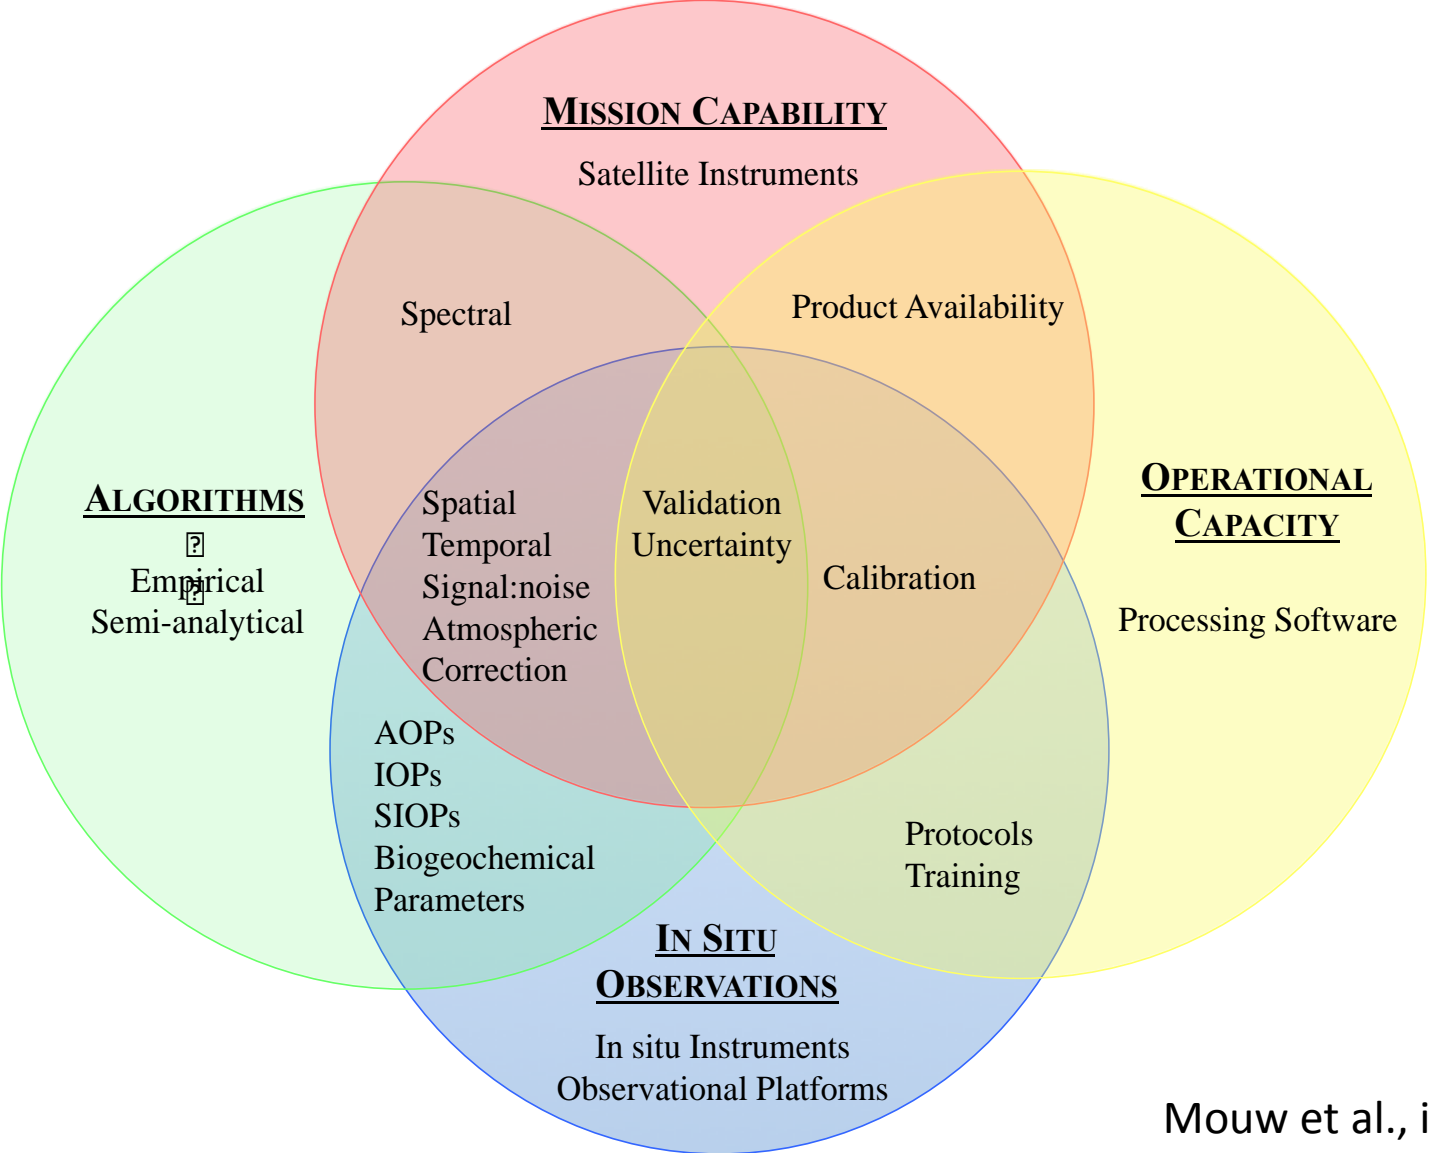 MISSION CAPABILITY
Satellite Instruments
Spectral
Product Availability
ALGORITHMS
Empirical
Semi-analytical
Spatial
Temporal
Signal:noise
Atmospheric
Correction
Validation
Uncertainty
Calibration
OPERATIONAL
CAPACITY
Processing Software
AOPs
IOPs
SIOPs
Biogeochemical
Parameters
Protocols
Training
IN SITU
OBSERVATIONS
In situ Instruments
Observational Platforms
Mouw et al., i